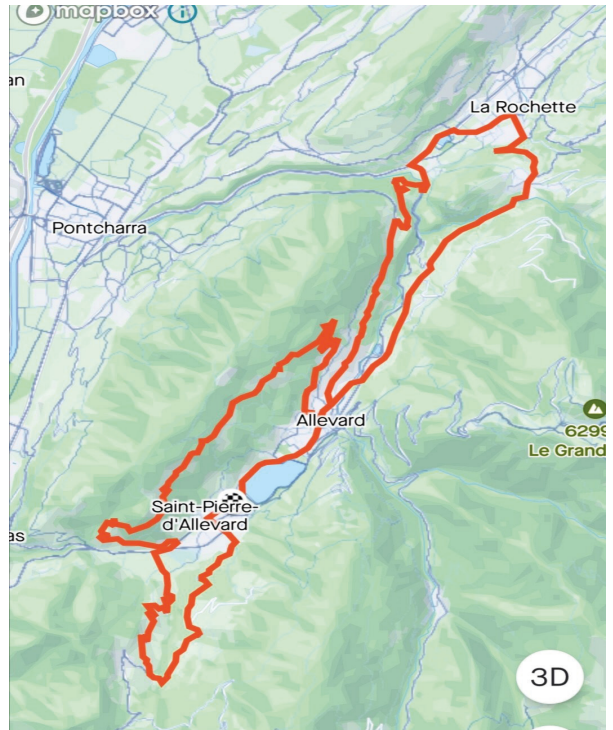 mapbox
an
La Rochette
Pontcharra
Allevard
6299
Le Grand
Saint-Pierre-
d'Allevard
as
3D